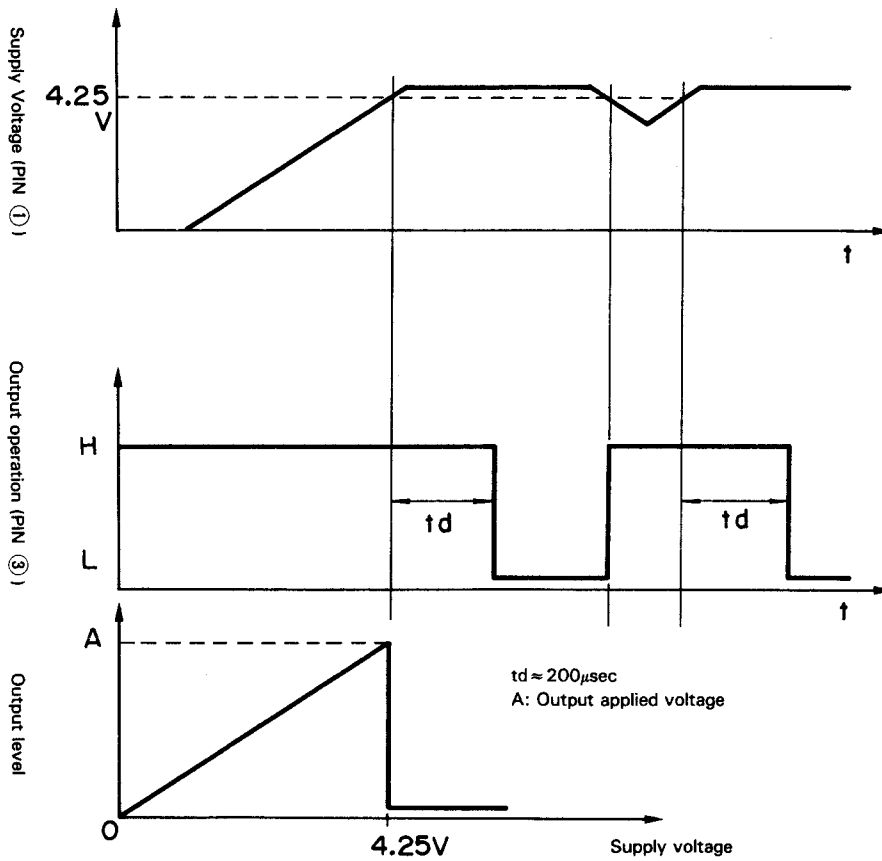 Supply Voltage (PIN ①)
4.25
V
t
Output operation (PIN ③)
H
L
td
td
t
Output level
A
td ≈ 200μsec
A: Output applied voltage
O
4.25V
Supply voltage